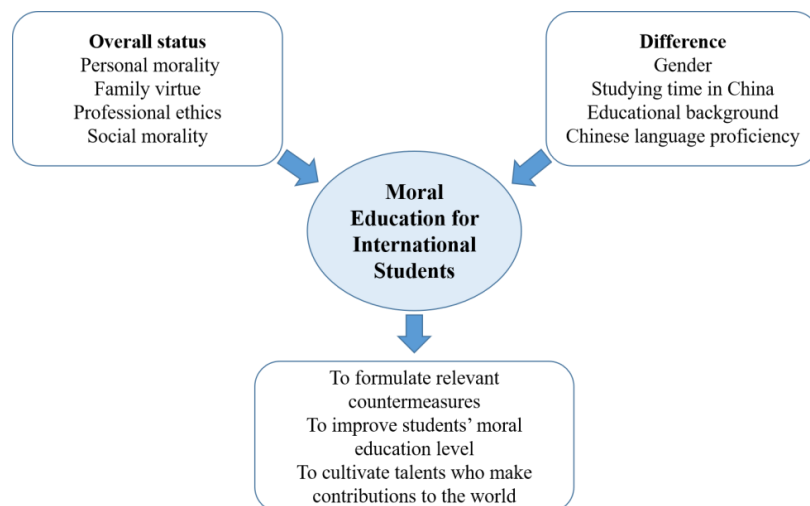 Overall status
Personal morality
Family virtue
Professional ethics
Social morality
Difference
Gender
Studying time in China
Educational background
Chinese language proficiency
Moral
Education for
International
Students
To formulate relevant
countermeasures
To improve students’ moral
education level
To cultivate talents who make
contributions to the world